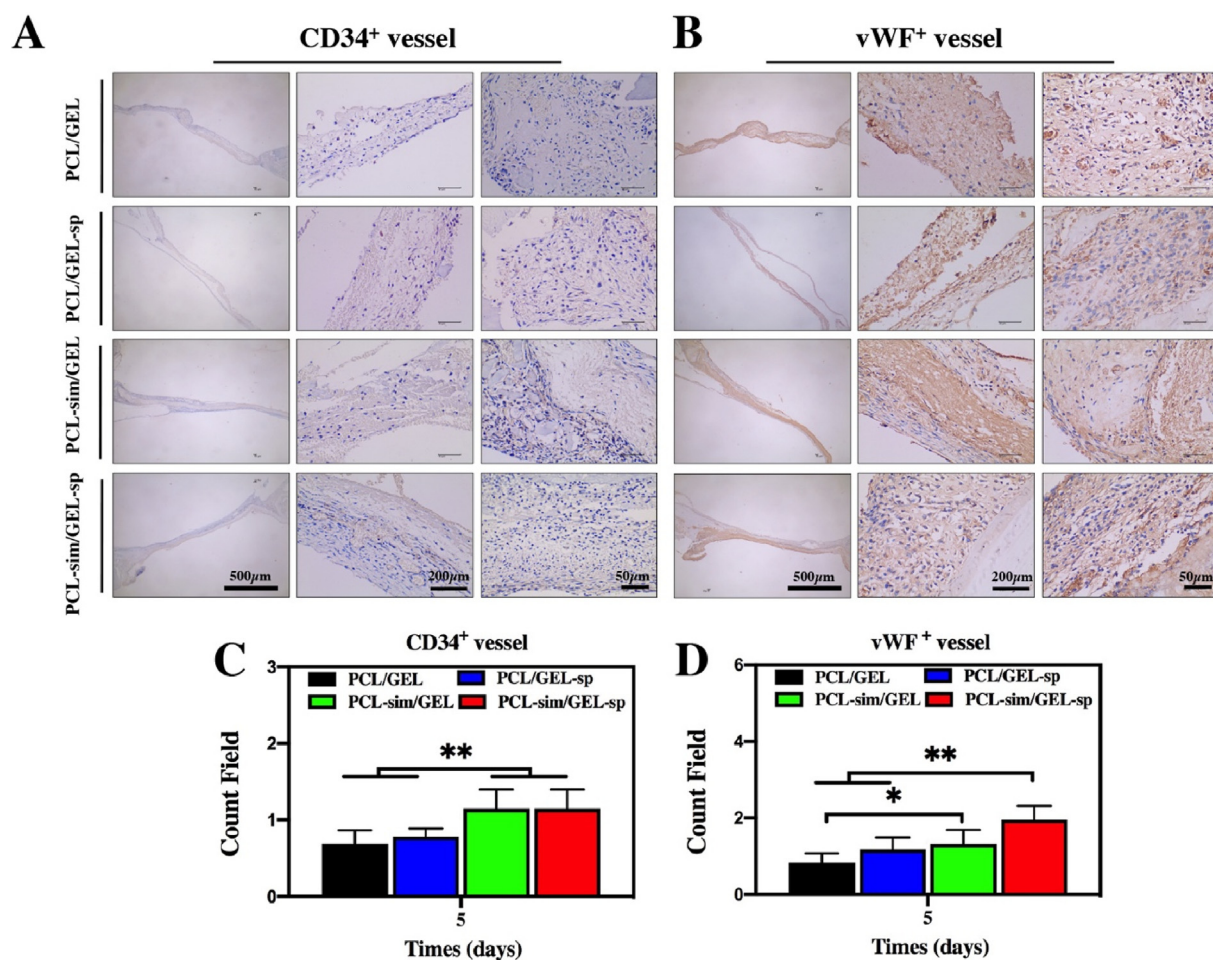 A
CD34+ vessel
B
vWF+ vessel
PCL/GEL
PCL/GEL-sp
PCL-sim/GEL
PCL-sim/GEL-sp
500μm
200μm
50μm
500μm
200μm
50μm
C
CD34+ vessel
3
2
1
0
Count Field
PCL/GEL
PCL/GEL-sp
PCL-sim/GEL
PCL-sim/GEL-sp
**
5
Times (days)
D
vWF+ vessel
6
4
2
0
Count Field
PCL/GEL
PCL/GEL-sp
PCL-sim/GEL
PCL-sim/GEL-sp
**
*
5
Times (days)